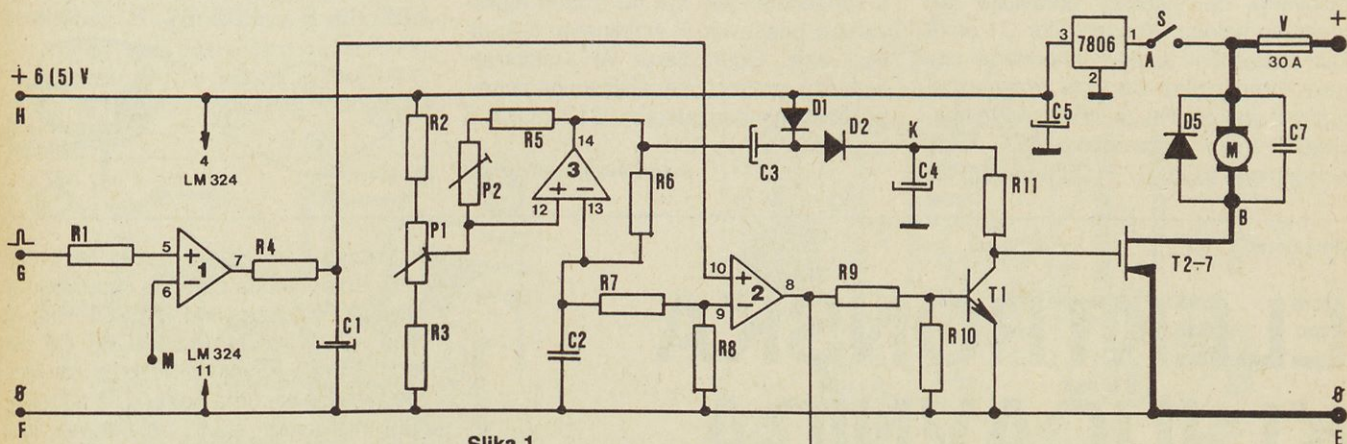 V
+
S
3 7806 1
A
30 A
2
+ 6 (5) V
H
D1
C5
R2
R5
14
D2
K
D5
C7
4
LM 324
3
P2
+ −
C3
C4
M
12 13
R6
R11
B
P1
R1
5
+
1
7
R4
10
+
2
8
R9
T2-7
G
6
−
R7
−
9
T1
C1
M
LM 324
11
R3
C2
R8
R10
F
E
Slika 1